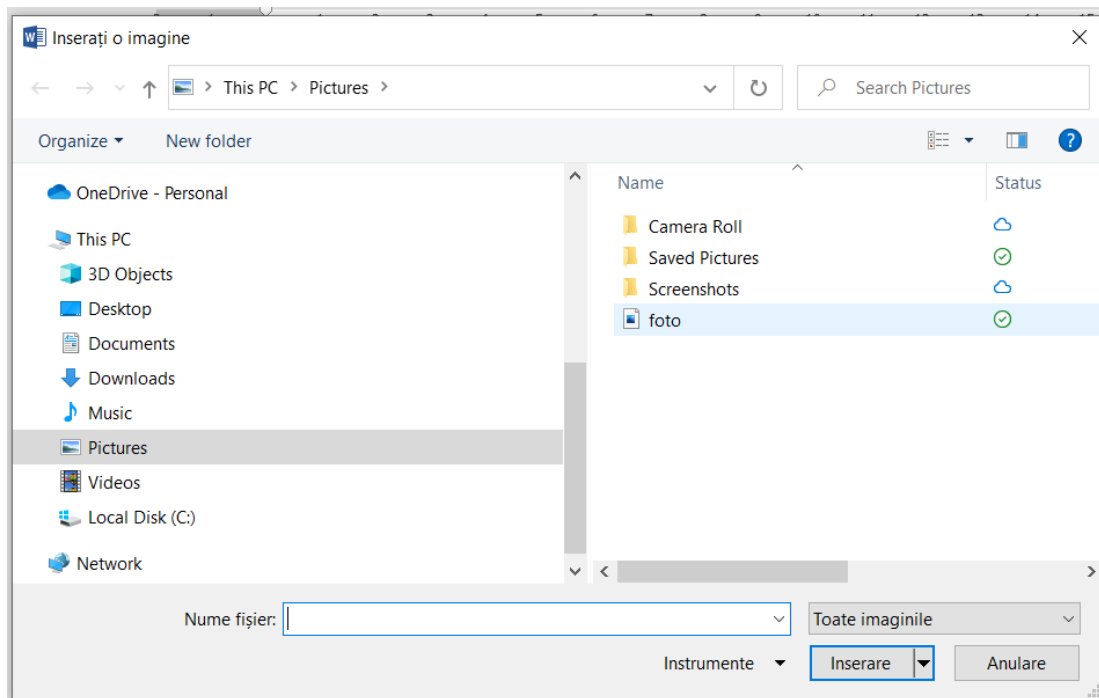 Inserați o imagine
This PC > Pictures >
Search Pictures
Organize
New folder
OneDrive - Personal
This PC
3D Objects
Desktop
Documents
Downloads
Music
Pictures
Videos
Local Disk (C:)
Network
Name
Status
Camera Roll
Saved Pictures
Screenshots
foto
Nume fișier:
Toate imaginile
Instrumente
Inserare
Anulare